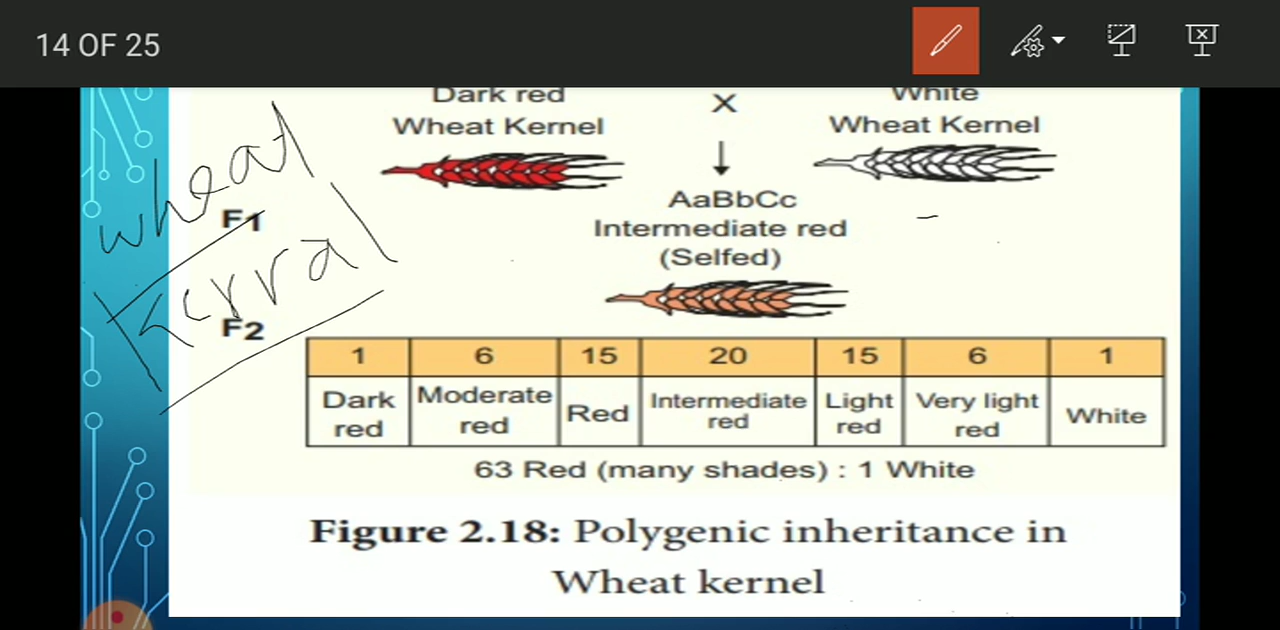 14 OF 25
Dark red X White
Wheat Kernel Wheat Kernel
wheat
F1
AaBbCc
Intermediate red
(Selfed)
Kerral
F2
1 6 15 20 15 6 1
Dark red Moderate red Red Intermediate red Light red Very light red White
63 Red (many shades) : 1 White
Figure 2.18: Polygenic inheritance in
Wheat kernel